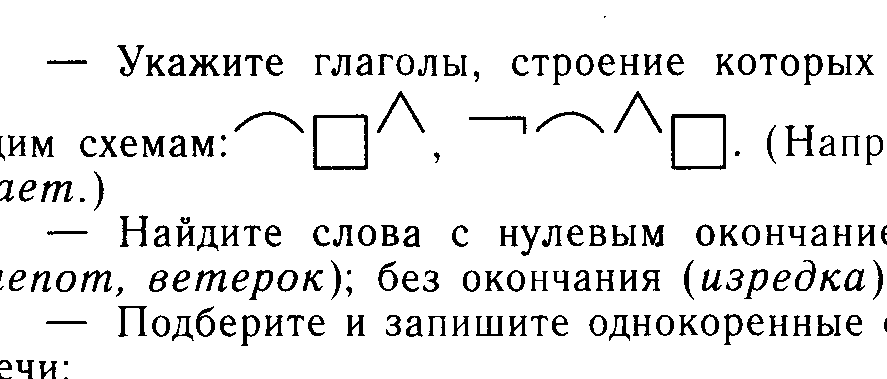 — Укажите глаголы, строение которых
щим схемам: , . (Напр
ает.)
— Найдите слова с нулевым окончание
шепот, ветерок); без окончания (изредка)
— Подберите и запишите однокоренные с
ечи: